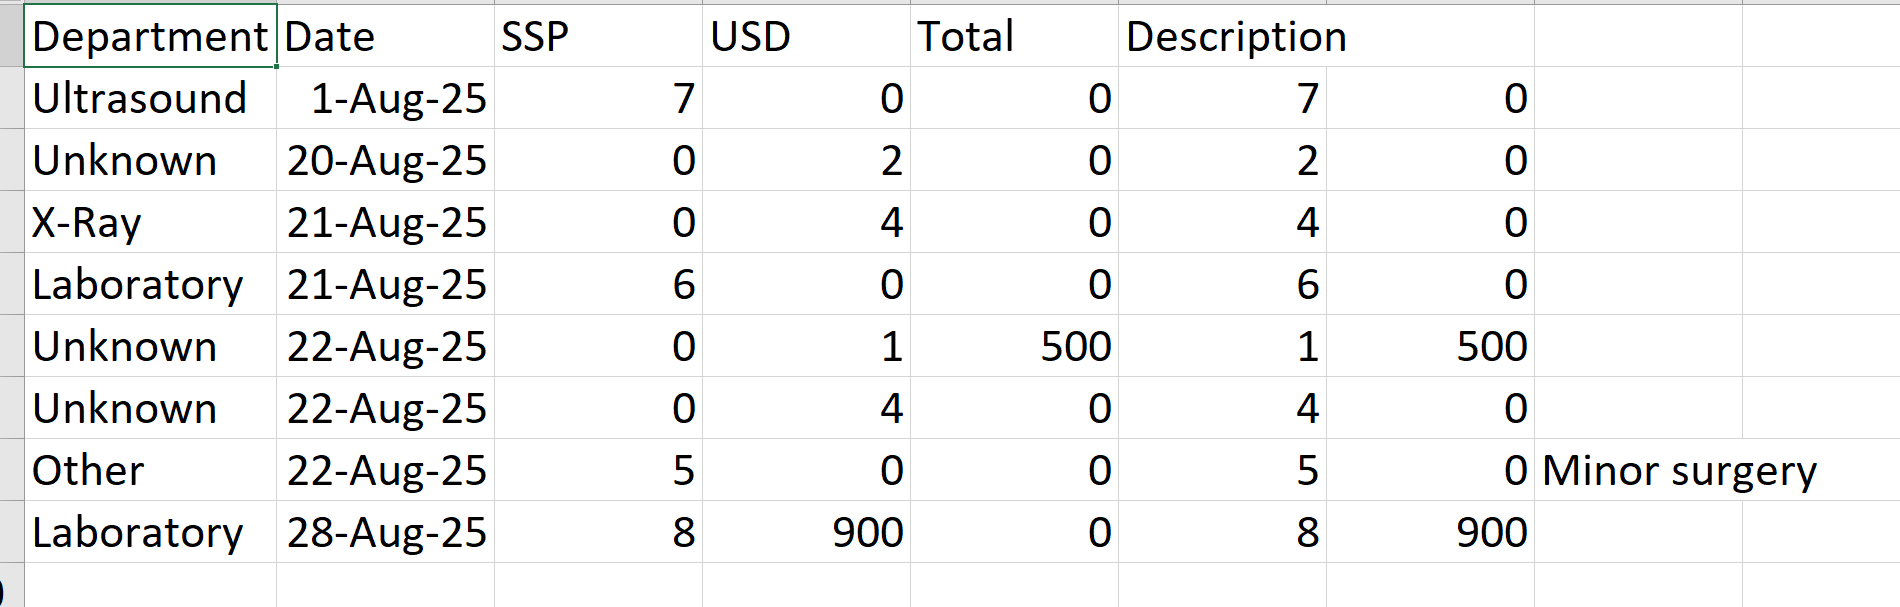 Department Date SSP USD Total Description
Ultrasound 1-Aug-25 7 0 0 7 0
Unknown 20-Aug-25 0 2 0 2 0
X-Ray 21-Aug-25 0 4 0 4 0
Laboratory 21-Aug-25 6 0 0 6 0
Unknown 22-Aug-25 0 1 500 1 500
Unknown 22-Aug-25 0 4 0 4 0
Other 22-Aug-25 5 0 0 5 0 Minor surgery
Laboratory 28-Aug-25 8 900 0 8 900